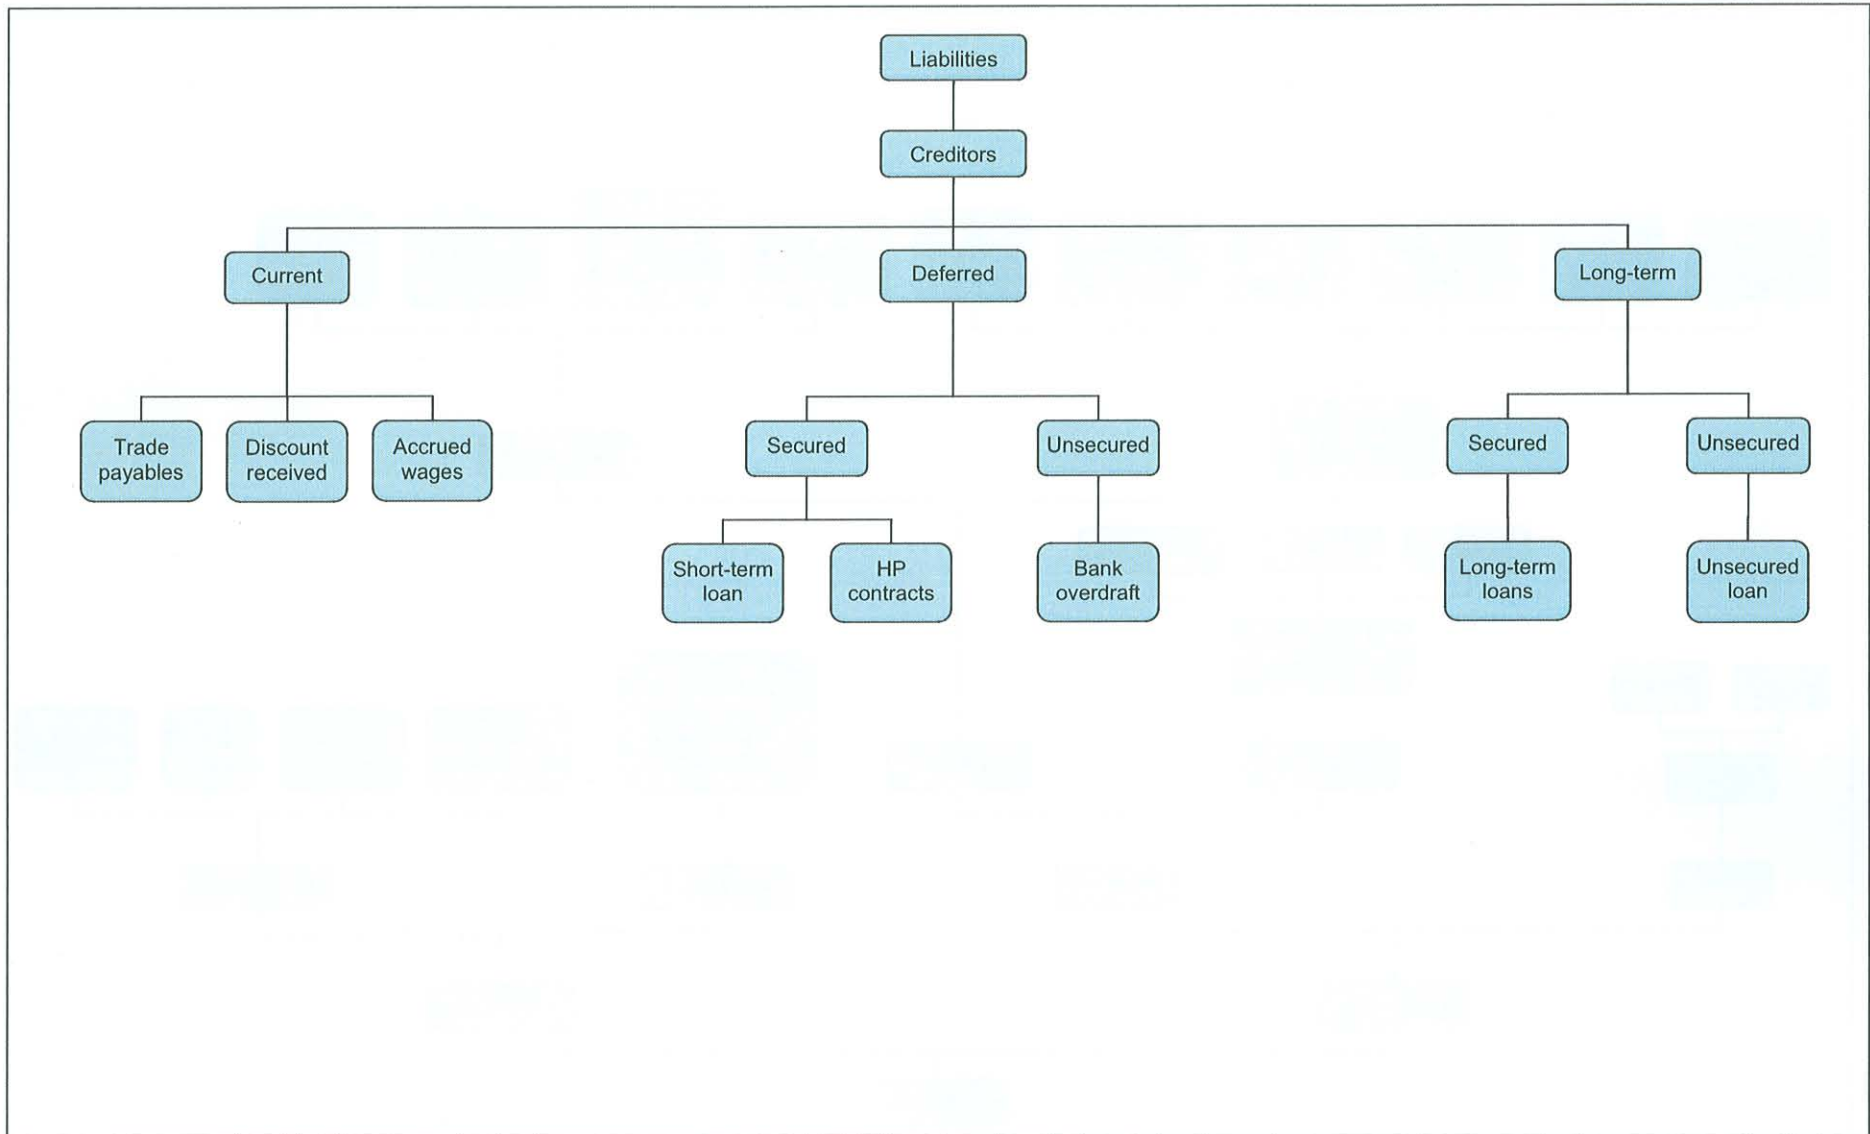 Liabilities
Creditors
Current
Deferred
Long-term
Trade
payables
Discount
received
Accrued
wages
Secured
Unsecured
Secured
Unsecured
Short-term
loan
HP
contracts
Bank
overdraft
Long-term
loans
Unsecured
loan